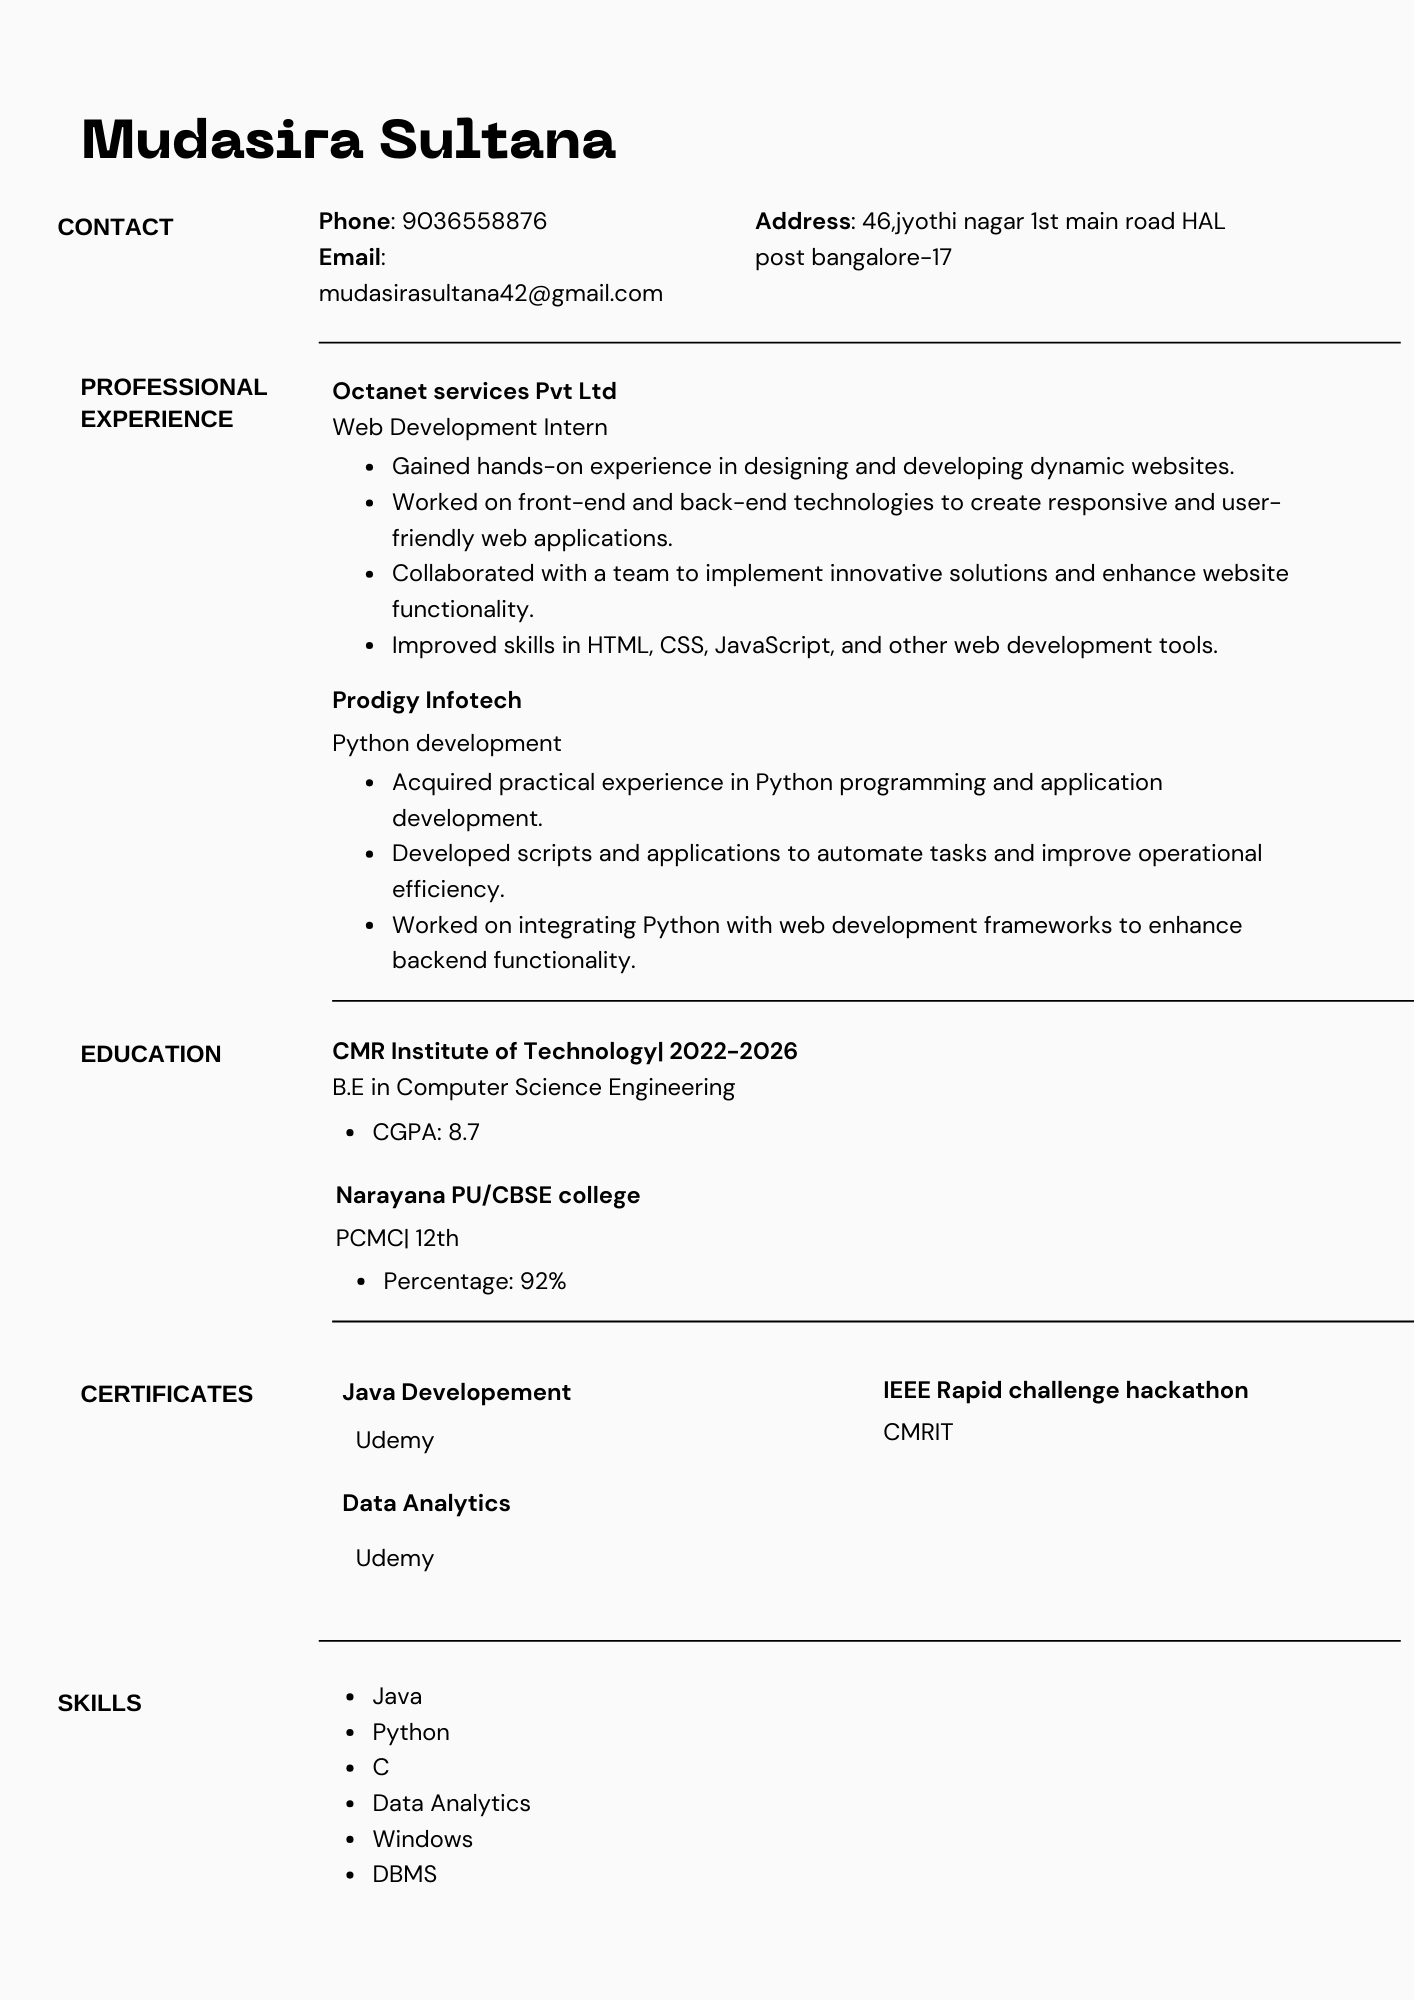 Mudasira Sultana
CONTACT
Phone: 9036558876
Email:
mudasirasultana42@gmail.com
Address: 46,jyothi nagar 1st main road HAL
post bangalore-17
PROFESSIONAL
EXPERIENCE
Octanet services Pvt Ltd
Web Development Intern
• Gained hands-on experience in designing and developing dynamic websites.
• Worked on front-end and back-end technologies to create responsive and user-
friendly web applications.
• Collaborated with a team to implement innovative solutions and enhance website
functionality.
• Improved skills in HTML, CSS, JavaScript, and other web development tools.
Prodigy Infotech
Python development
• Acquired practical experience in Python programming and application
development.
• Developed scripts and applications to automate tasks and improve operational
efficiency.
• Worked on integrating Python with web development frameworks to enhance
backend functionality.
EDUCATION
CMR Institute of Technology| 2022-2026
B.E in Computer Science Engineering
• CGPA: 8.7
Narayana PU/CBSE college
PCMC| 12th
• Percentage: 92%
CERTIFICATES
Java Developement
Udemy
Data Analytics
Udemy
IEEE Rapid challenge hackathon
CMRIT
SKILLS
• Java
• Python
• C
• Data Analytics
• Windows
• DBMS